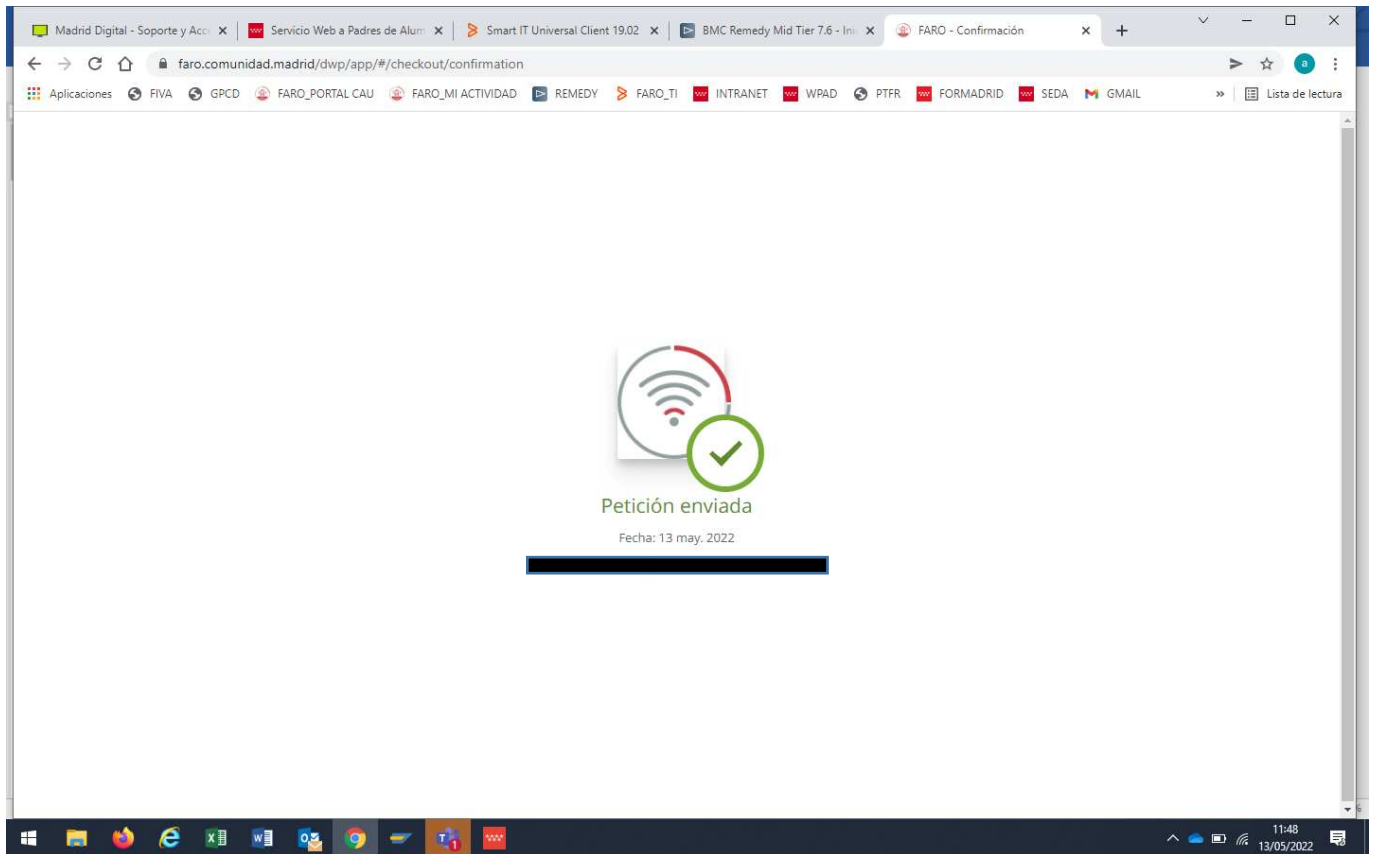 Madrid Digital - Soporte y Acc
Servicio Web a Padres de Alum
Smart IT Universal Client 19.02
BMC Remedy Mid Tier 7.6 - Ini
FARO - Confirmación
faro.comunidad.madrid/dwp/app/#/checkout/confirmation
a
Aplicaciones
FIVA
GPCD
FARO_PORTAL CAU
FARO_MI ACTIVIDAD
REMEDY
FARO_TI
INTRANET
WPAD
PTFR
FORMADRID
SEDA
GMAIL
»
Lista de lectura
Petición enviada
Fecha: 13 may. 2022
11:48
13/05/2022